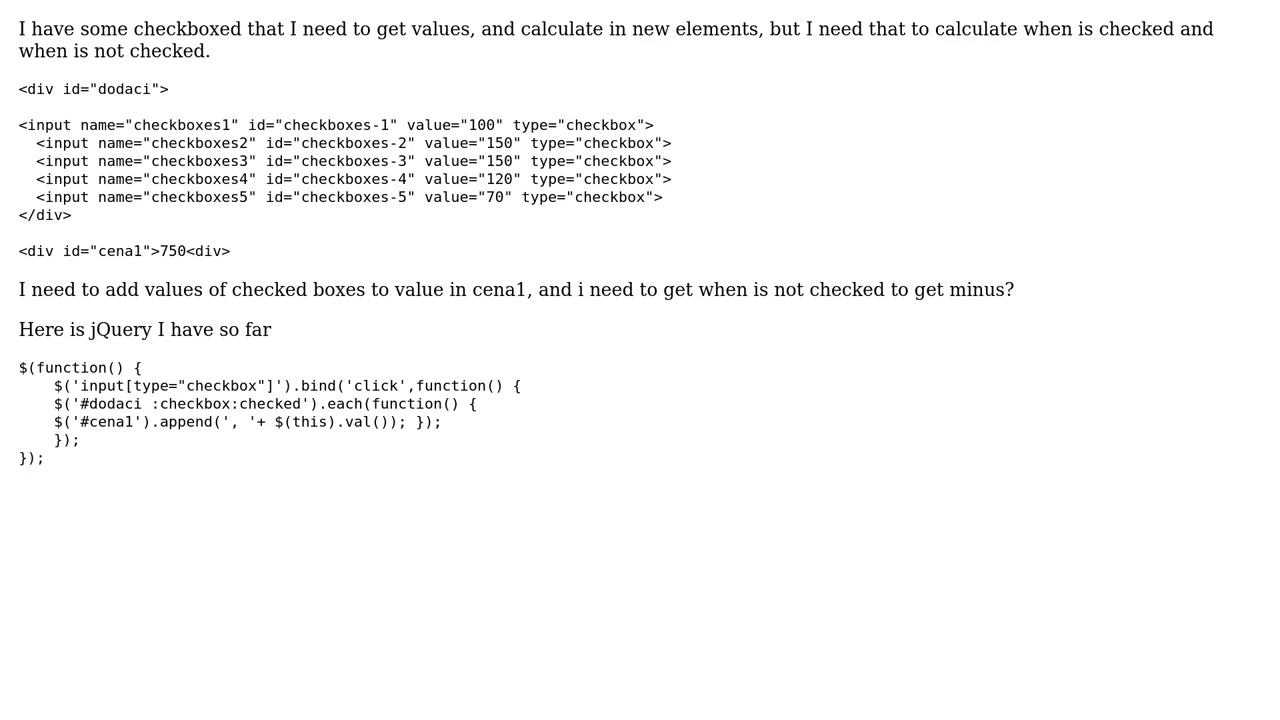 I have some checkboxed that I need to get values, and calculate in new elements, but I need that to calculate when is checked and
when is not checked.
<div id="dodaci">
<input name="checkboxes1" id="checkboxes-1" value="100" type="checkbox">
  <input name="checkboxes2" id="checkboxes-2" value="150" type="checkbox">
  <input name="checkboxes3" id="checkboxes-3" value="150" type="checkbox">
  <input name="checkboxes4" id="checkboxes-4" value="120" type="checkbox">
  <input name="checkboxes5" id="checkboxes-5" value="70" type="checkbox">
</div>
<div id="cena1">750<div>
I need to add values of checked boxes to value in cena1, and i need to get when is not checked to get minus?
Here is jQuery I have so far
$(function() {
    $('input[type="checkbox"]').bind('click',function() {
    $('#dodaci :checkbox:checked').each(function() {
    $('#cena1').append(', '+ $(this).val()); });
    });
});